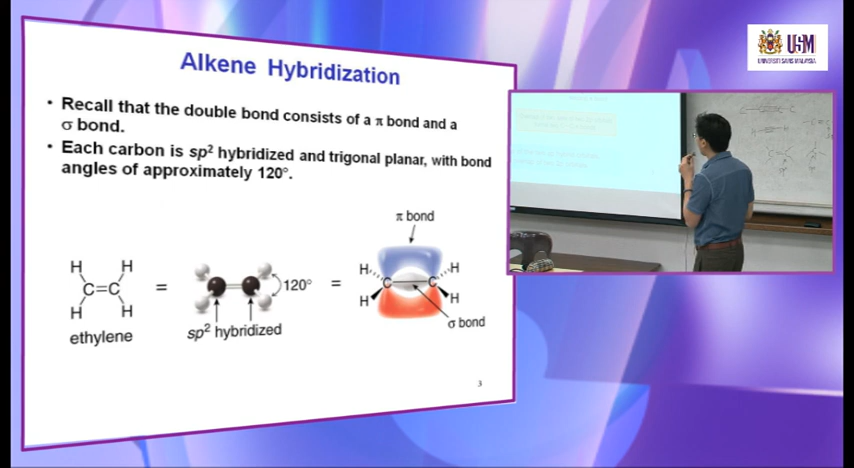 Alkene Hybridization
• Recall that the double bond consists of a π bond and a
σ bond.
• Each carbon is sp² hybridized and trigonal planar, with bond
angles of approximately 120°.
π bond
H H
C=C
H H
=
120°
=
H H
C C
H H
ethylene
sp² hybridized
σ bond
3
USM
UNIVERSITI SAINS MALAYSIA